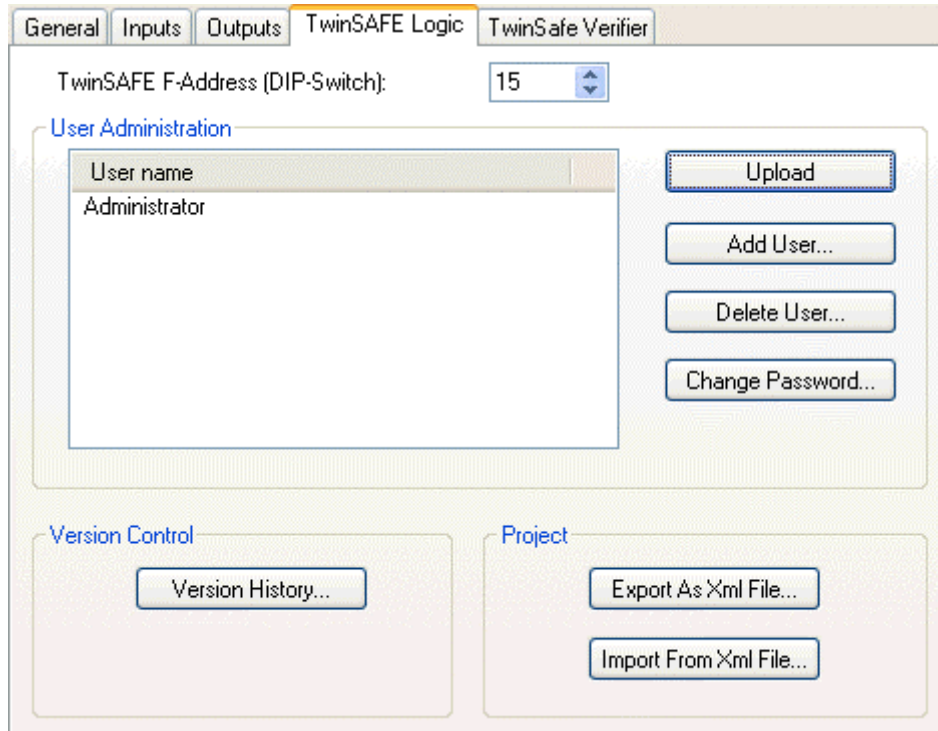 General Inputs Outputs TwinSAFE Logic TwinSafe Verifier
TwinSAFE F-Address (DIP-Switch): 15
User Administration
User name
Administrator
Upload
Add User...
Delete User...
Change Password...
Version Control
Version History...
Project
Export As Xml File...
Import From Xml File...